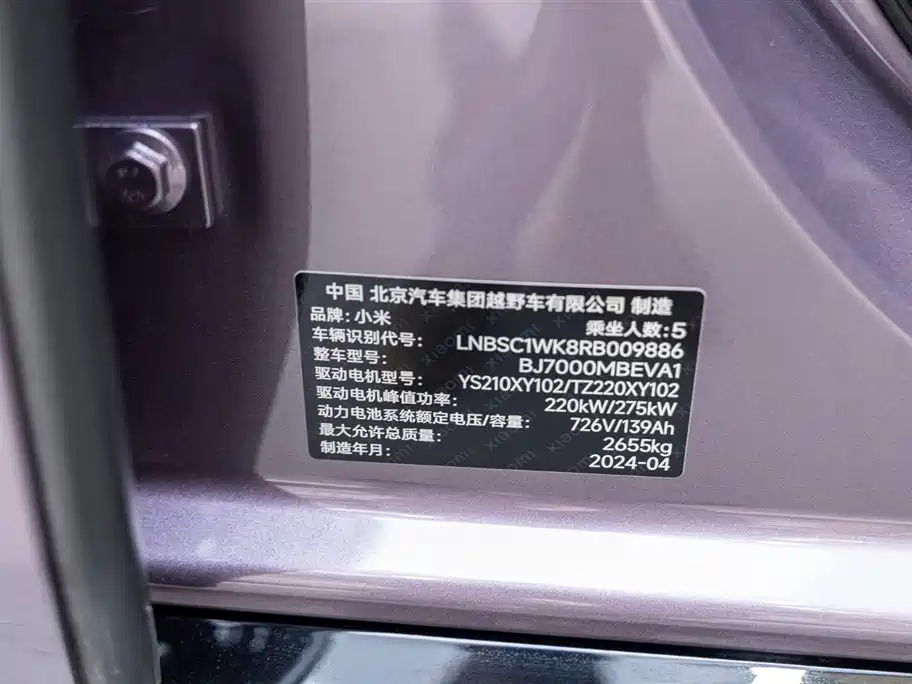 中国 北京汽车集团越野车有限公司 制造
品牌:小米 乘坐人数:5
车辆识别代号: LNBSC1WK8RB009886
整车型号: BJ7000MBEVA1
驱动电机型号: YS210XY102/TZ220XY102
驱动电机峰值功率: 220kW/275kW
动力电池系统额定电压/容量: 726V/139Ah
最大允许总质量: 2655kg
制造年月: 2024-04